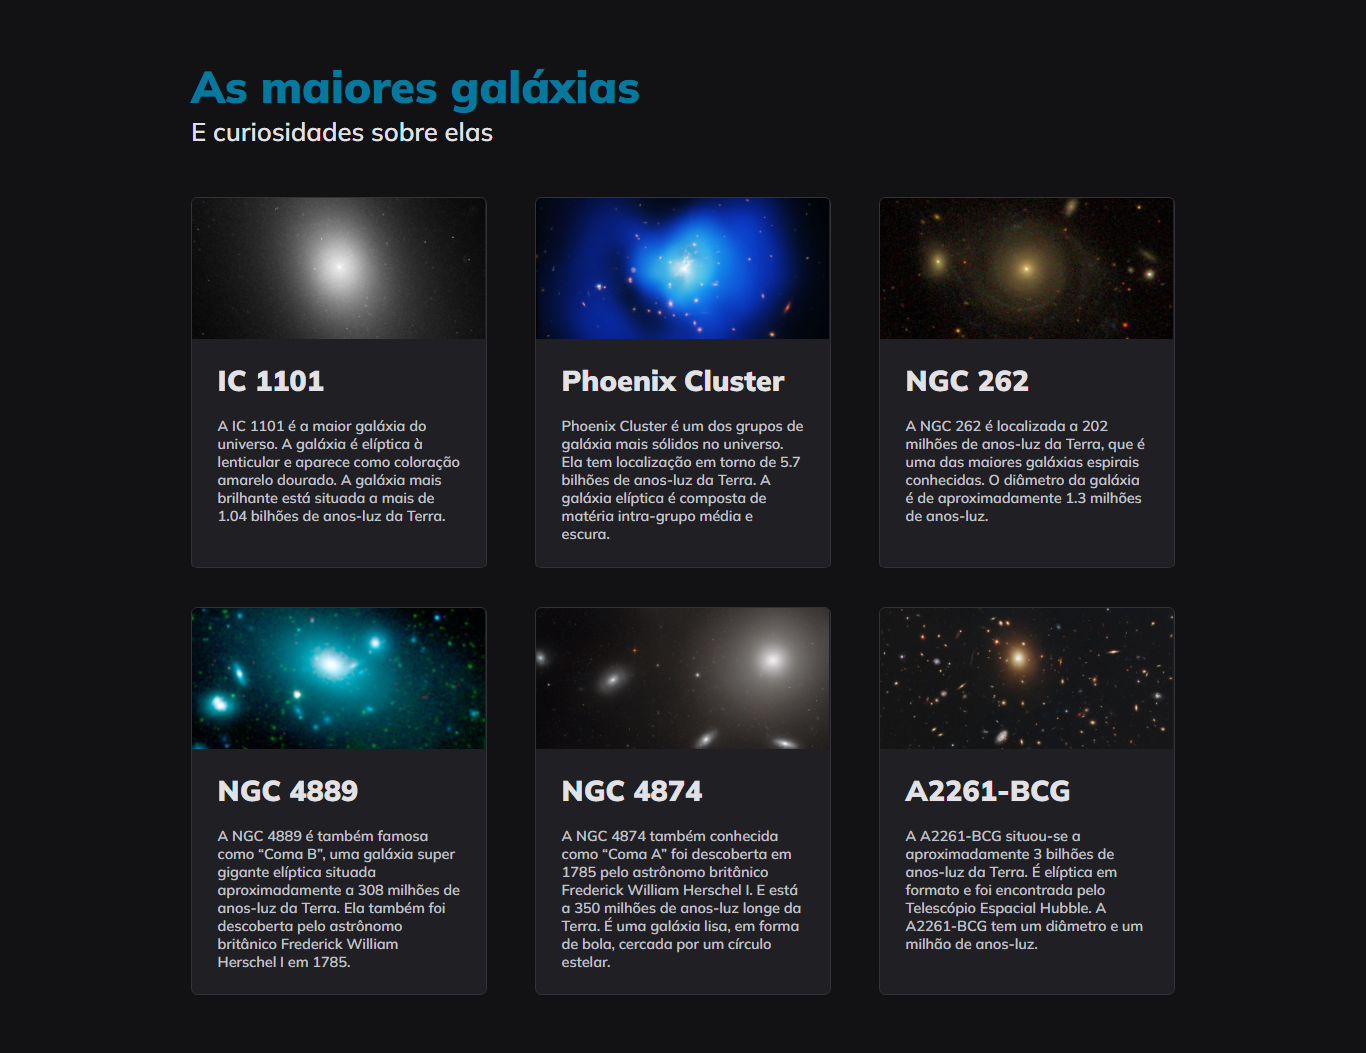 As maiores galáxias
E curiosidades sobre elas
IC 1101
A IC 1101 é a maior galáxia do
universo. A galáxia é elíptica à
lenticular e aparece como coloração
amarelo dourado. A galáxia mais
brilhante está situada a mais de
1.04 bilhões de anos-luz da Terra.
Phoenix Cluster
Phoenix Cluster é um dos grupos de
galáxia mais sólidos no universo.
Ela tem localização em torno de 5.7
bilhões de anos-luz da Terra. A
galáxia elíptica é composta de
matéria intra-grupo média e
escura.
NGC 262
A NGC 262 é localizada a 202
milhões de anos-luz da Terra, que é
uma das maiores galáxias espirais
conhecidas. O diâmetro da galáxia
é de aproximadamente 1.3 milhões
de anos-luz.
NGC 4889
A NGC 4889 é também famosa
como “Coma B”, uma galáxia super
gigante elíptica situada
aproximadamente a 308 milhões de
anos-luz da Terra. Ela também foi
descoberta pelo astrônomo
britânico Frederick William
Herschel I em 1785.
NGC 4874
A NGC 4874 também conhecida
como “Coma A” foi descoberta em
1785 pelo astrônomo britânico
Frederick William Herschel I. E está
a 350 milhões de anos-luz longe da
Terra. É uma galáxia lisa, em forma
de bola, cercada por um círculo
estelar.
A2261-BCG
A A2261-BCG situou-se a
aproximadamente 3 bilhões de
anos-luz da Terra. É elíptica em
formato e foi encontrada pelo
Telescópio Espacial Hubble. A
A2261-BCG tem um diâmetro e um
milhão de anos-luz.